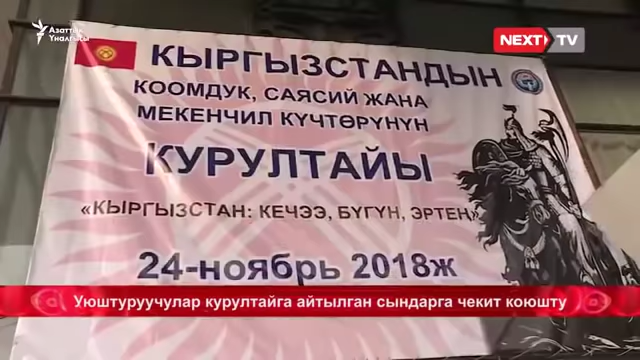 Азаттык
Үналгысы
NEXT TV
КЫРГЫЗСТАНДЫН
КООМДУК, САЯСИЙ ЖАНА
МЕКЕНЧИЛ КҮЧТӨРҮНҮН
КУРУЛТАЙЫ
«КЫРГЫЗСТАН: КЕЧЭЭ, БҮГҮН, ЭРТЕҢ»
24-ноябрь 2018ж
Уюштуруучулар курултайга айтылган сындарга чекит коюшту